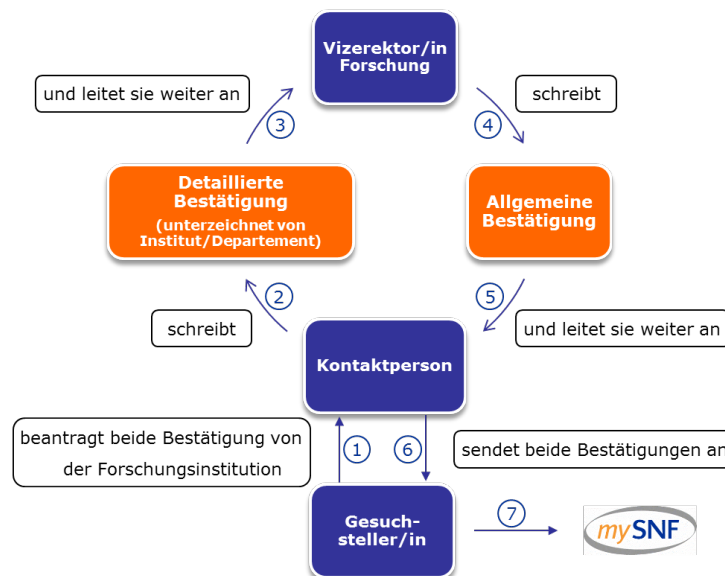 Vizerektor/in
Forschung
und leitet sie weiter an
3
4
schreibt
Detaillierte
Bestätigung
(unterzeichnet von
Institut/Departement)
Allgemeine
Bestätigung
2
5
schreibt
und leitet sie weiter an
Kontaktperson
beantragt beide Bestätigung von
der Forschungsinstitution
1
6
sendet beide Bestätigungen an
Gesuch-
steller/in
7
mySNF